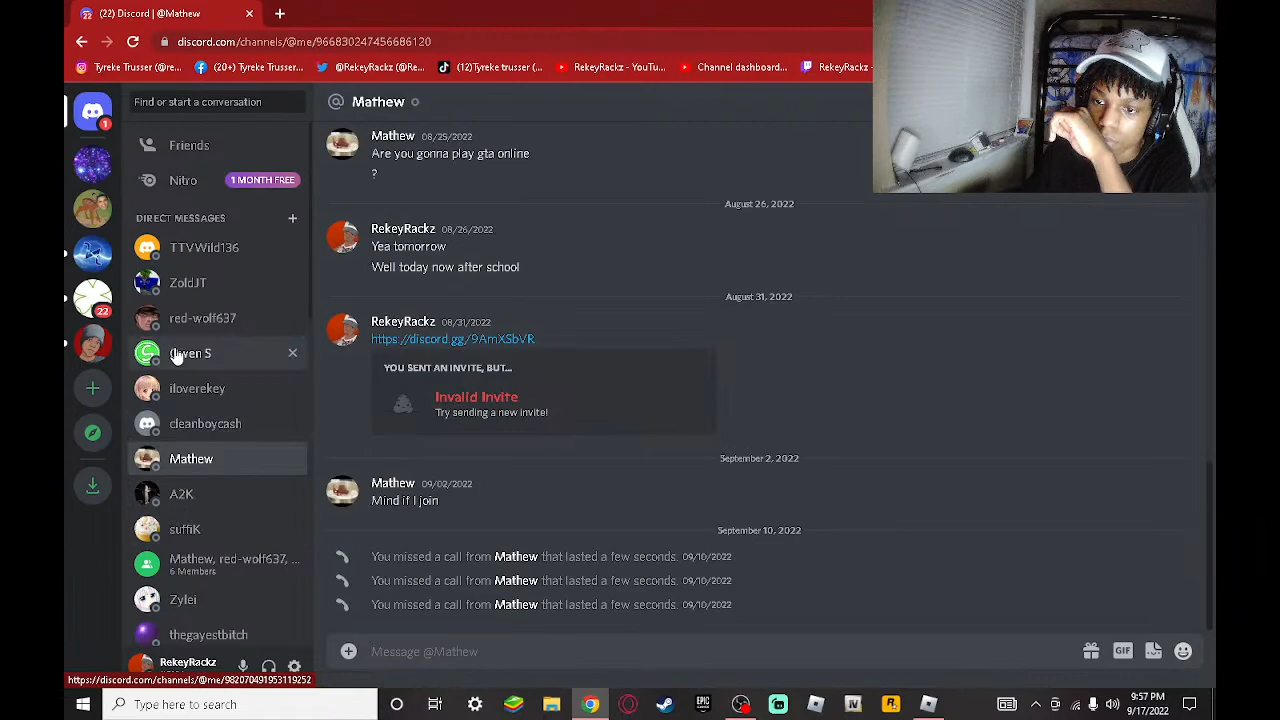 (22) Discord | @Mathew
discord.com/channels/@me/966830247456686120
Tyreke Trusser (@re...
(20+) Tyreke Trusser...
@RekeyRackz (@Re...
(12)Tyreke trusser (...
RekeyRackz - YouTu...
Channel dashboard...
RekeyRackz
Find or start a conversation
Mathew
1
Friends
Nitro
1 MONTH FREE
DIRECT MESSAGES
TTVWild136
ZoldJT
red-wolf637
22
S
iloverekey
cleanboycash
Mathew
A2K
suffiK
Mathew, red-wolf637, ...
6 Members
Zylei
thegayestbitch
RekeyRackz
Mathew 08/25/2022
Are you gonna play gta online
?
August 26, 2022
RekeyRackz 08/26/2022
Yea tomorrow
Well today now after school
August 31, 2022
RekeyRackz 08/31/2022
https://discord.gg/9AmXSbVR
YOU SENT AN INVITE, BUT...
Invalid Invite
Try sending a new invite!
September 2, 2022
Mathew 09/02/2022
Mind if I join
September 10, 2022
You missed a call from Mathew that lasted a few seconds. 09/10/2022
You missed a call from Mathew that lasted a few seconds. 09/10/2022
You missed a call from Mathew that lasted a few seconds. 09/10/2022
Message @Mathew
GIF
https://discord.com/channels/@me/982070491953119252
Type here to search
EPIC
IV
R
9:57 PM
9/17/2022